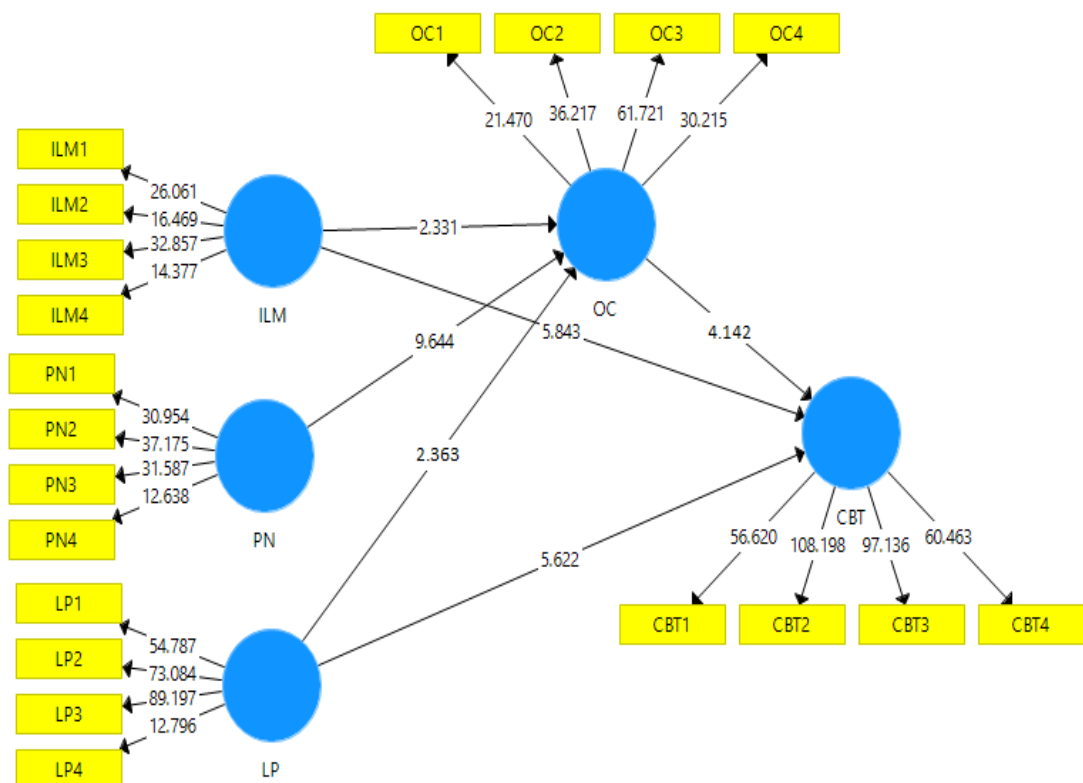 OC1
OC2
OC3
OC4
21.470
36.217
61.721
30.215
ILM1
ILM2
ILM3
ILM4
26.061
16.469
32.857
14.377
ILM
2.331
OC
5.843
9.644
4.142
PN1
PN2
PN3
PN4
30.954
37.175
31.587
12.638
PN
2.363
CBT
5.622
56.620
108.198
97.136
60.463
CBT1
CBT2
CBT3
CBT4
LP1
LP2
LP3
LP4
54.787
73.084
89.197
12.796
LP